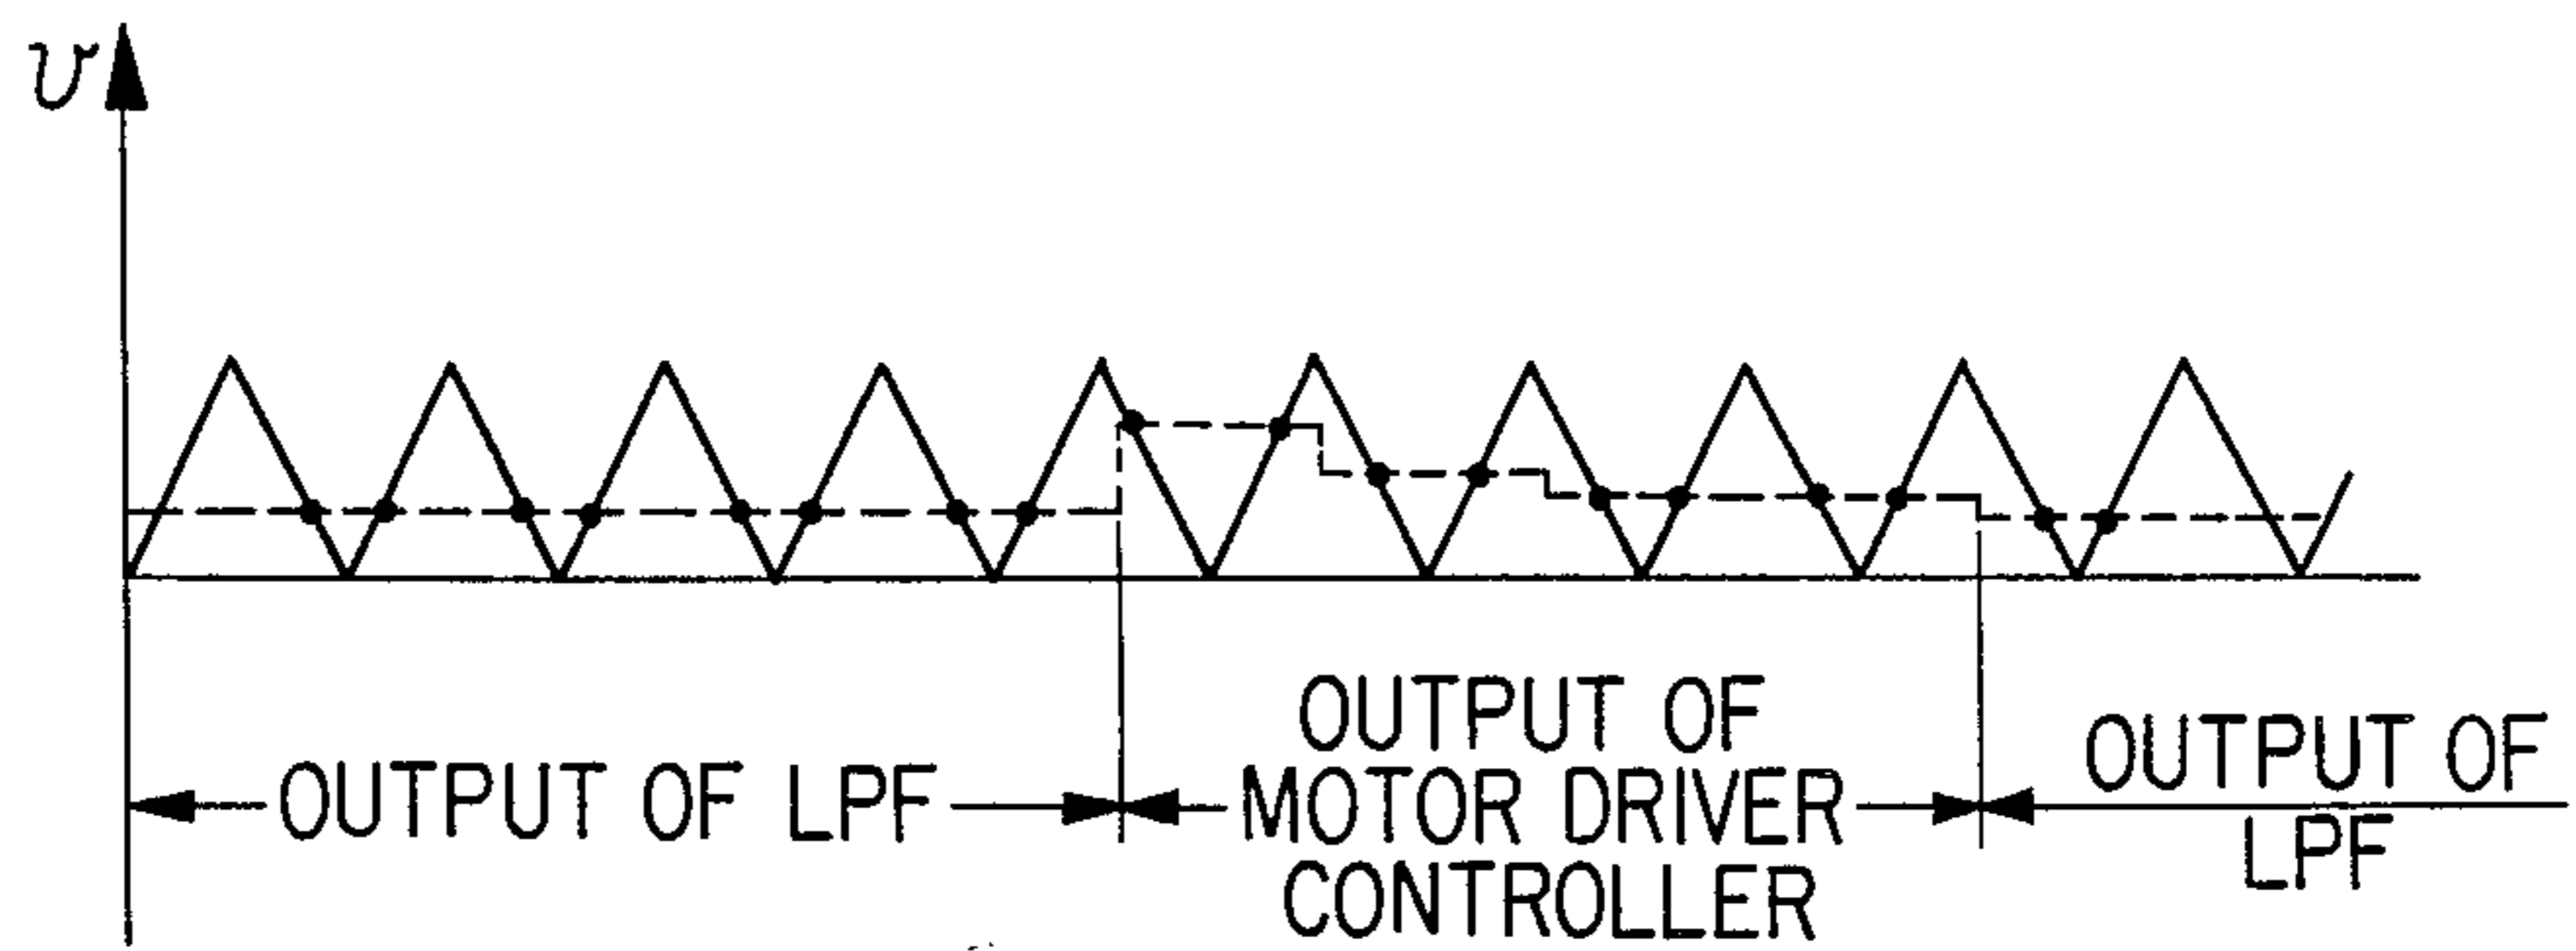 v
OUTPUT OF LPF
OUTPUT OF
MOTOR DRIVER
CONTROLLER
OUTPUT OF
LPF